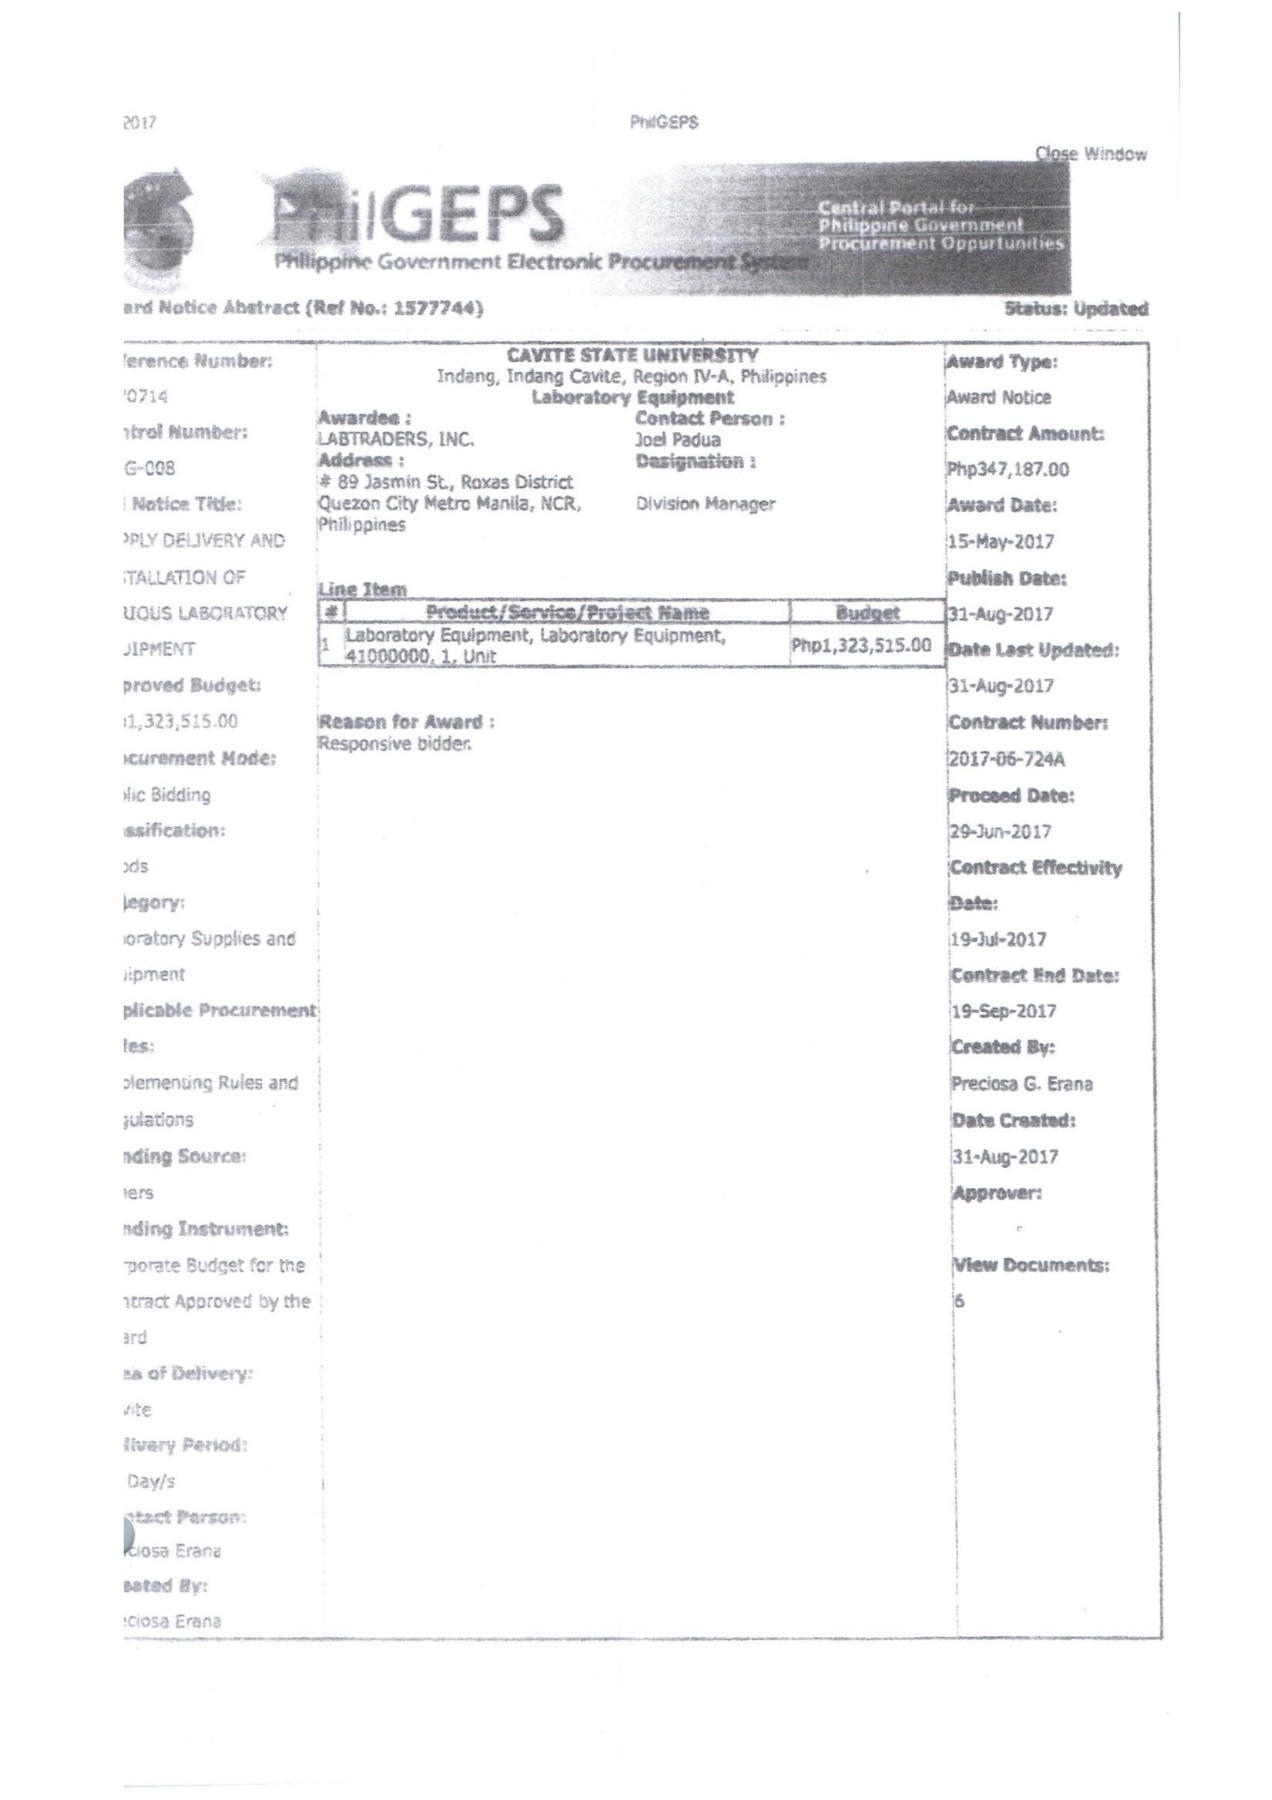 2017
PhilGEPS
Close Window
PhilGEPS
Philippine Government Electronic Procurement System
Central Portal for
Philippine Government
Procurement Oppurtunities
ard Notice Abstract (Ref No.: 1577744)
Status: Updated
ference Number:
'0714
ntrol Number:
G-008
Notice Title:
PPLY DELIVERY AND
STALLATION OF
LIOUS LABORATORY
JIPMENT
proved Budget:
1,323,515.00
ocurement Mode:
lic Bidding
assification:
ods
tegory:
oratory Supplies and
uipment
plicable Procurement
les:
plementing Rules and
gulations
nding Source:
hers
nding Instrument:
rporate Budget for the
ntract Approved by the
ard
ea of Delivery:
vite
livery Period:
Day/s
ntact Person:
ciosa Erana
eated By:
eciosa Erana
CAVITE STATE UNIVERSITY
Indang, Indang Cavite, Region IV-A, Philippines
Laboratory Equipment
Awardee :
LABTRADERS, INC.
Address :
# 89 Jasmin St., Roxas District
Quezon City Metro Manila, NCR,
Philippines
Contact Person :
Joel Padua
Designation :
Division Manager
Line Item
# Product/Service/Project Name Budget
1 Laboratory Equipment, Laboratory Equipment, 
41000000, 1, Unit
Php1,323,515.00
Reason for Award :
Responsive bidder.
Award Type:
Award Notice
Contract Amount:
Php347,187.00
Award Date:
15-May-2017
Publish Date:
31-Aug-2017
Date Last Updated:
31-Aug-2017
Contract Number:
2017-06-724A
Proceed Date:
29-Jun-2017
Contract Effectivity
Date:
19-Jul-2017
Contract End Date:
19-Sep-2017
Created By:
Preciosa G. Erana
Date Created:
31-Aug-2017
Approver:
View Documents:
6